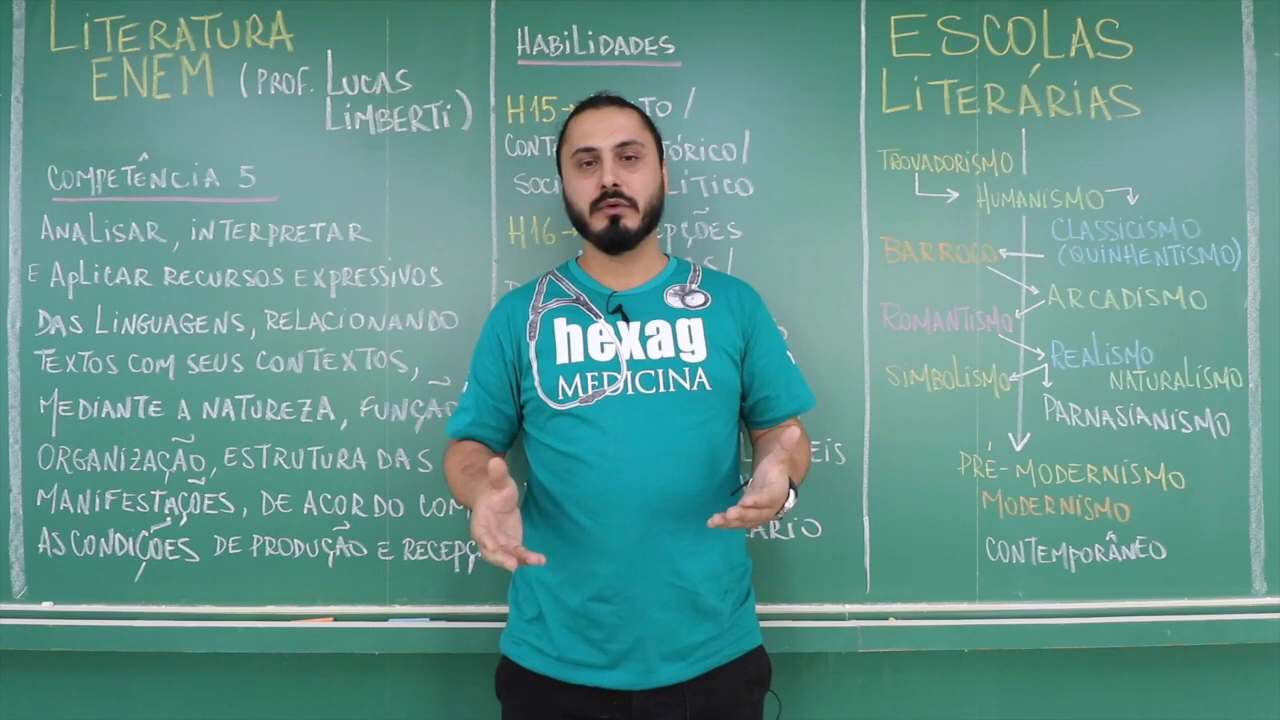 LITERATURA
ENEM (PROF. LUCAS
LIMBERTI)
COMPETÊNCIA 5
ANALISAR, INTERPRETAR
E APLICAR RECURSOS EXPRESSIVOS
DAS LINGUAGENS, RELACIONANDO
TEXTOS COM SEUS CONTEXTOS,
MEDIANTE A NATUREZA, FUNÇÃO
ORGANIZAÇÃO, ESTRUTURA DAS
MANIFESTAÇÕES, DE ACORDO COM
AS CONDIÇÕES DE PRODUÇÃO E RECEPÇ
HABILIDADES
H15 → TO /
CONT ÓRICO/
SOCI LÍTICO
H16 EPÇÕES
hexag
MEDICINA
EIS
ÁRIO
ESCOLAS
LITERÁRIAS
TROVADORISMO
HUMANISMO
CLASSICISMO
(QUINHENTISMO)
BARROCO
ARCADISMO
ROMANTISMO
REALISMO
NATURALISMO
SIMBOLISMO
PARNASIANISMO
PRÉ-MODERNISMO
MODERNISMO
CONTEMPORÂNEO